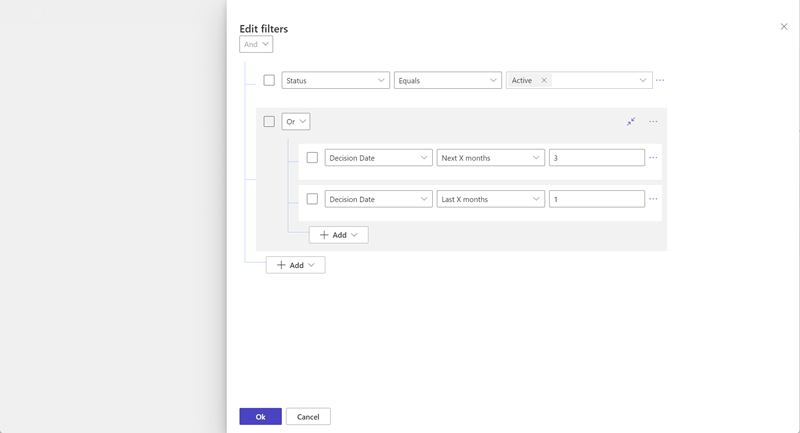 Edit filters
And
Status Equals Active
Or
Decision Date Next X months 3
Decision Date Last X months 1
Add
Add
Ok Cancel